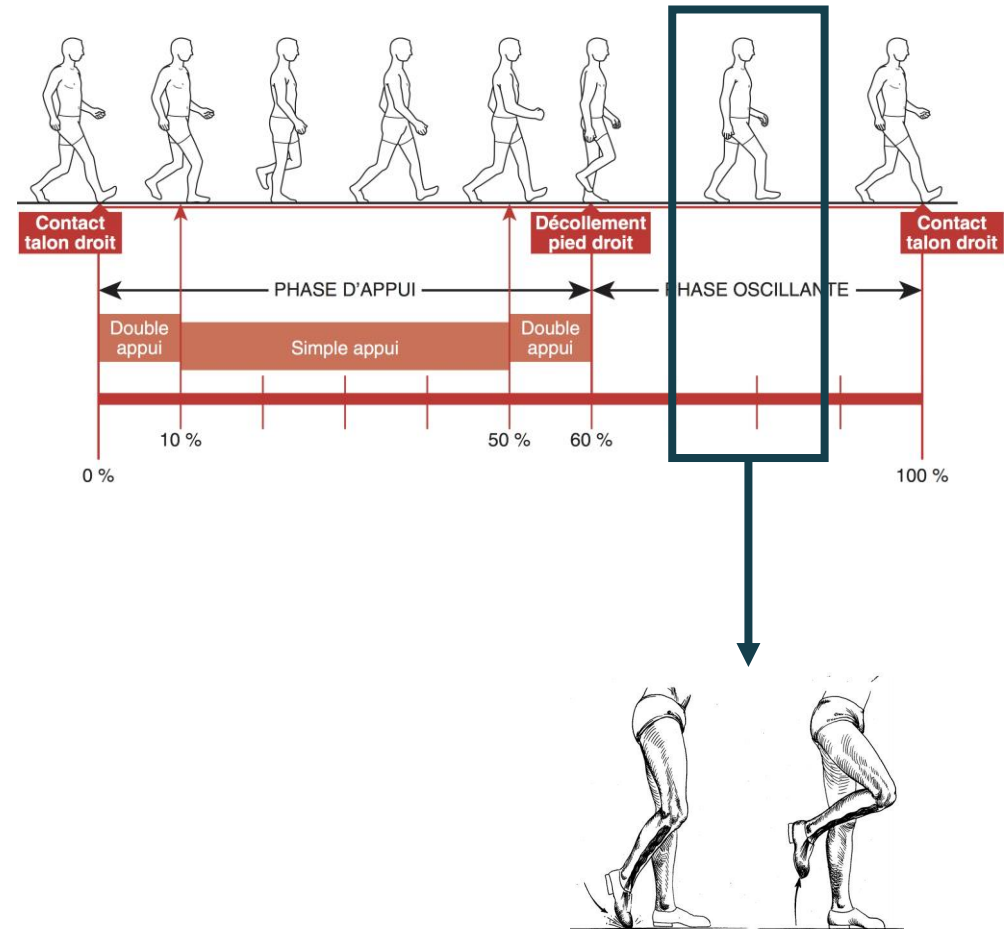 Contact
talon droit
Décollement
pied droit
Contact
talon droit
PHASE D'APPUI
PHASE OSCILLANTE
Double
appui
Simple appui
Double
appui
10 %
50 %
60 %
0 %
100 %